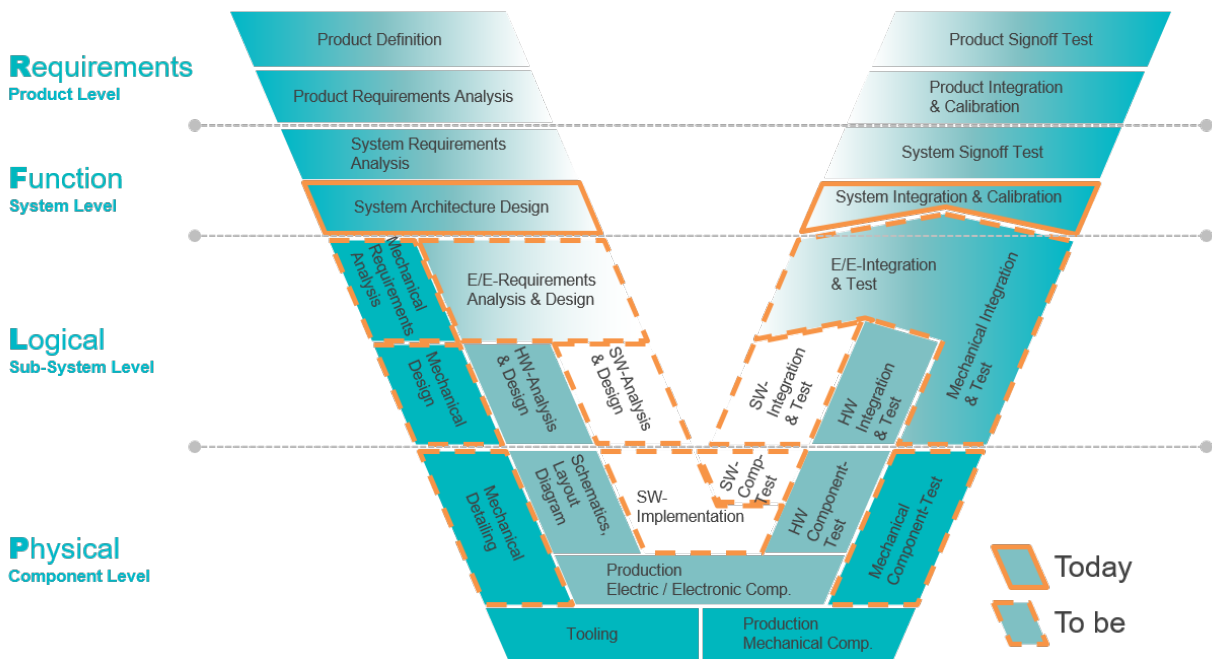 Requirements
Product Level
Function
System Level
Logical
Sub-System Level
Physical
Component Level
Product Definition
Product Requirements Analysis
System Requirements
Analysis
System Architecture Design
Mechanical
Requirements
Analysis
E/E-Requirements
Analysis & Design
Mechanical
Design
HW-Analysis
& Design
SW-Analysis
& Design
Mechanical
Detailing
Schematics,
Layout
Diagram
SW-
Implementation
Production
Electric / Electronic Comp.
Tooling
Production
Mechanical Comp.
Product Signoff Test
Product Integration
& Calibration
System Signoff Test
System Integration & Calibration
E/E-Integration
& Test
Mechanical Integration
& Test
SW-
Integration
& Test
HW
Integration
& Test
SW-
Comp-
Test
HW
Component-
Test
Mechanical
Component-Test
Today
To be